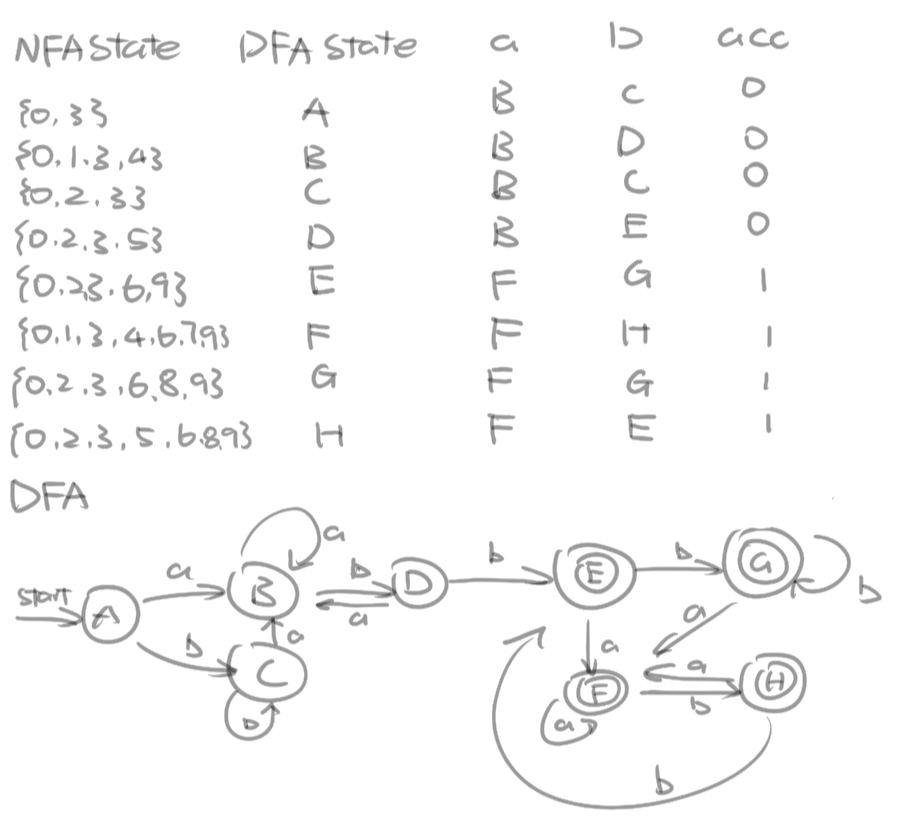 NFA State DFA State a b acc
{0, 3} A B C 0
{0.1.3,4} B B D 0
{0.2.3} C B C 0
{0.2.3.5} D B E 0
{0.2,3.6,9} E F G 1
{0.1,3,4,6.7,9} F F H 1
{0.2.3,6,8,9} G F G 1
{0.2.3,5,6.8,9} H F E 1
DFA
start A a b
B a
C a b
D b a
b E b G b
a a
F a a b H
b